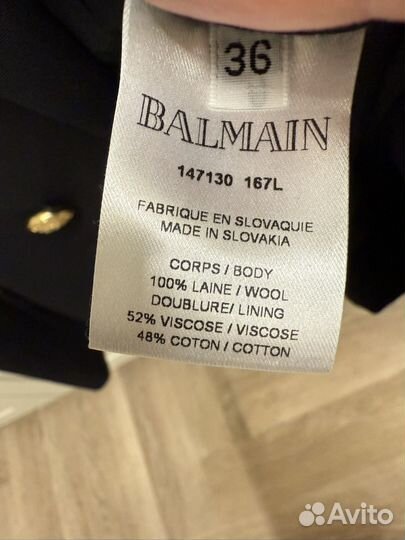 36
BALMAIN
147130 167L
FABRIQUE EN SLOVAQUIE
MADE IN SLOVAKIA
CORPS / BODY
100% LAINE / WOOL
DOUBLURE/ LINING
52% VISCOSE / VISCOSE
48% COTON / COTTON
Avito